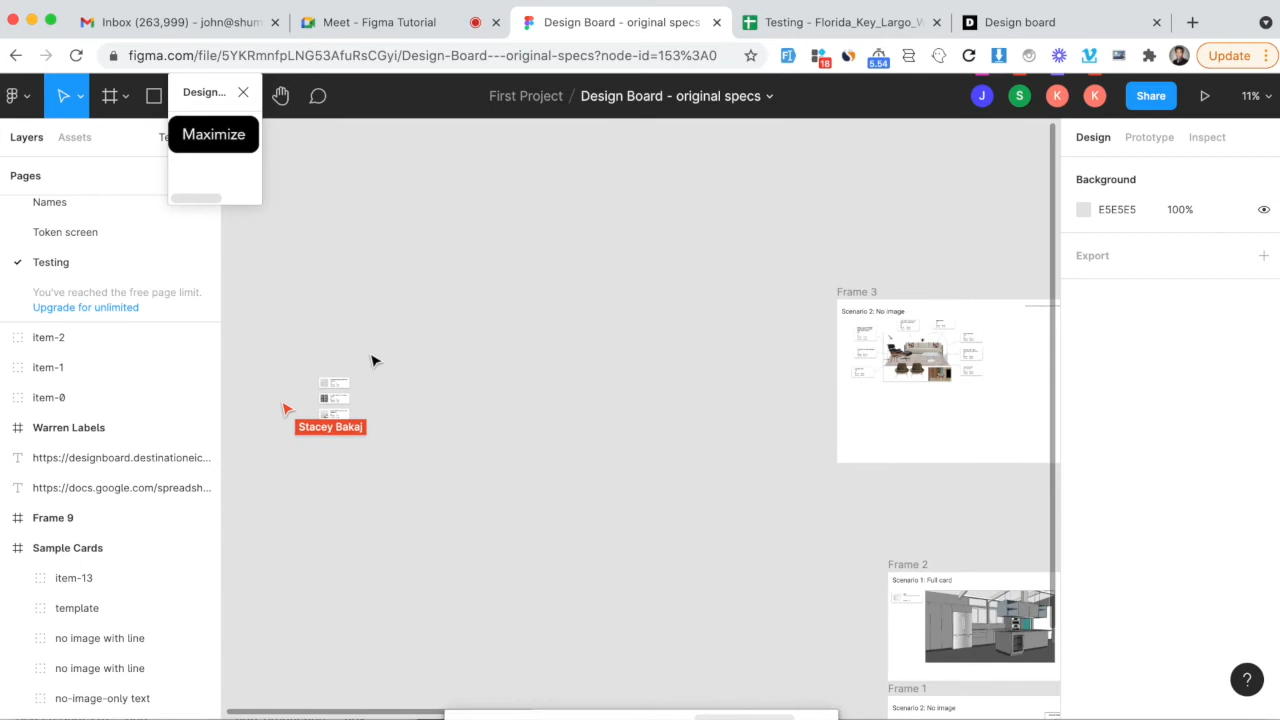 Inbox (263,999) - john@shum
Meet - Figma Tutorial
Design Board - original specs
Testing - Florida_Key_Largo_W
Design board
figma.com/file/5YKRmnfpLNG53AfuRsCGyi/Design-Board---original-specs?node-id=153%3A0
18
5.54
Update
Design...
First Project / Design Board - original specs
J
S
K
K
Share
11%
Layers
Assets
Te
Maximize
Design
Prototype
Inspect
Pages
Background
Names
E5E5E5
100%
Token screen
Testing
Export
You've reached the free page limit.
Upgrade for unlimited
Frame 3
Scenario 2: No image
item-2
item-1
item-0
Stacey Bakaj
Warren Labels
https://designboard.destinationeic...
https://docs.google.com/spreadsh...
Frame 9
Sample Cards
Frame 2
Scenario 1: Full card
item-13
template
no image with line
no image with line
no-image-only text
Frame 1
Scenario 2: No image
?